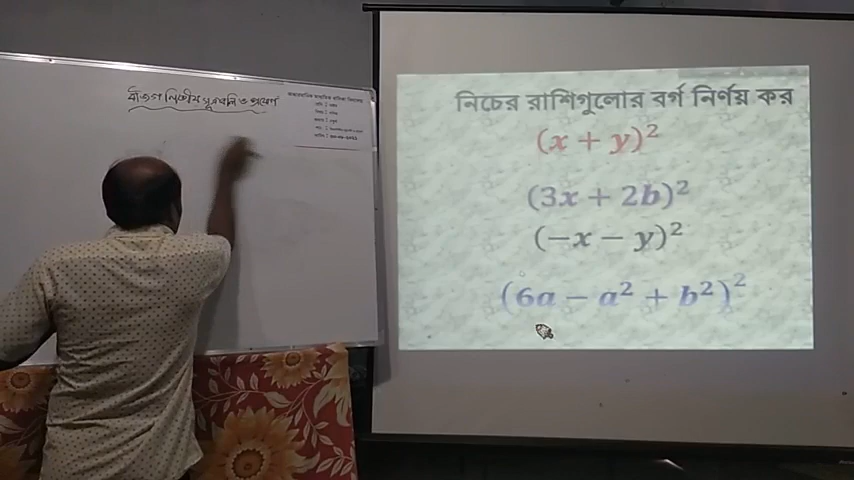 বীজগণিতীয় সূত্রাবলি ও প্রয়োগ
নিচের রাশিগুলোর বর্গ নির্ণয় কর
(x + y)²
(3x + 2b)²
(−x − y)²
(6a − a² + b²)²